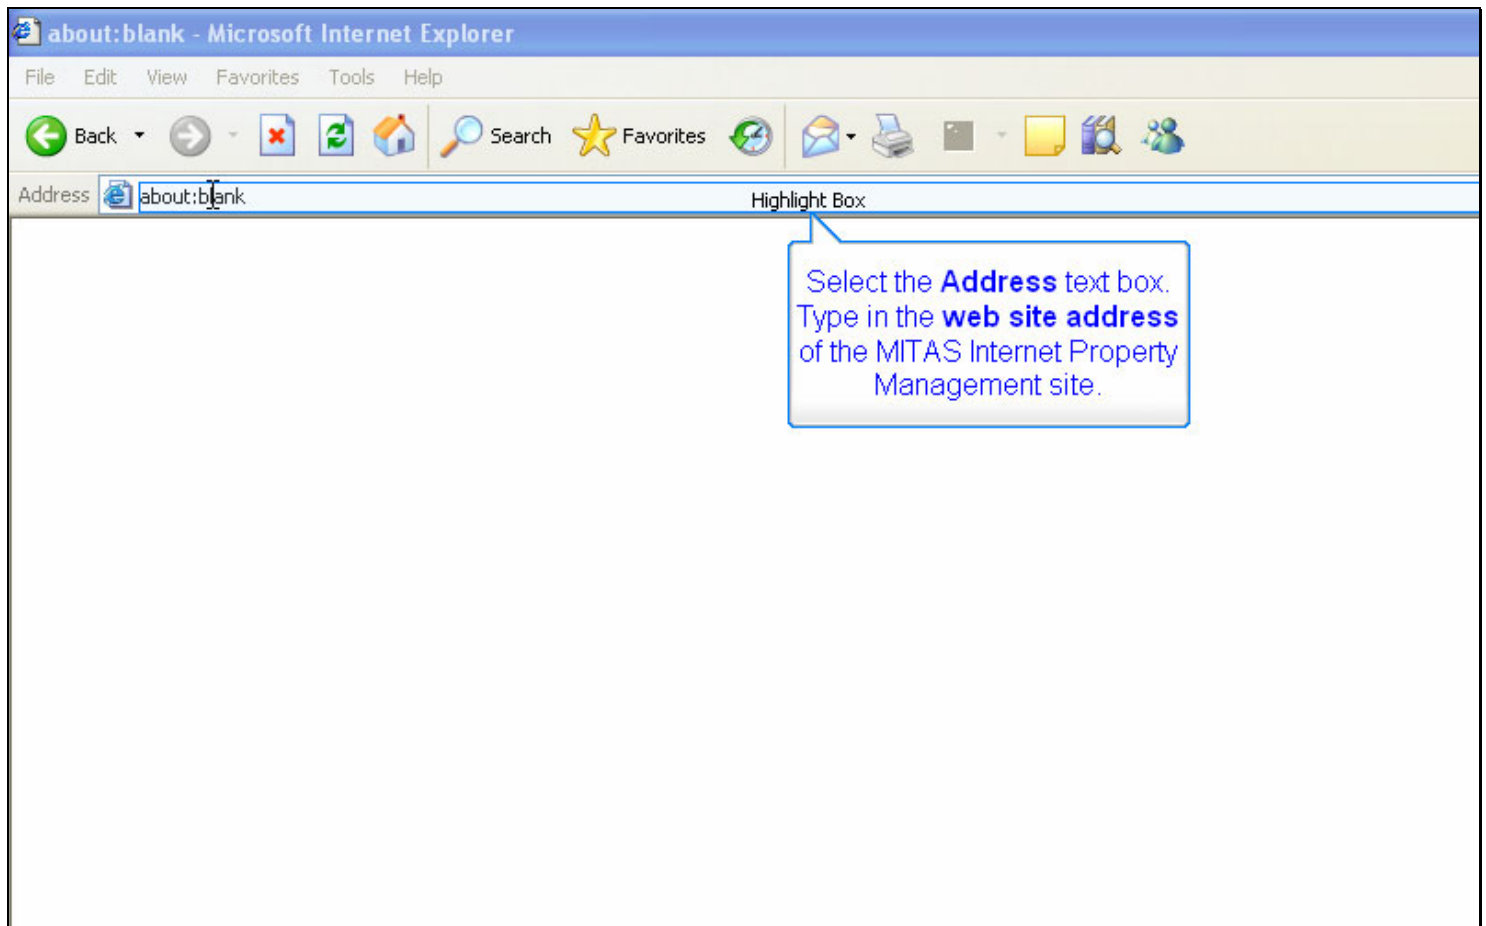 about:blank - Microsoft Internet Explorer
File Edit View Favorites Tools Help
Back Search Favorites
Address about:blank Highlight Box
Select the Address text box.
Type in the web site address
of the MITAS Internet Property
Management site.